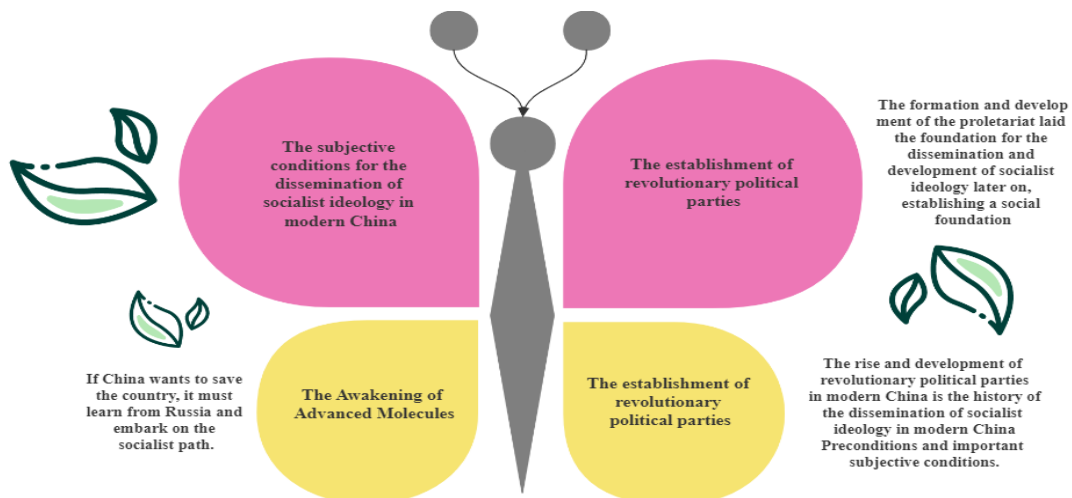 The subjective
conditions for the
dissemination of
socialist ideology in
modern China
The establishment of
revolutionary political
parties
The formation and develop
ment of the proletariat laid
the foundation for the
dissemination and
development of socialist
ideology later on,
establishing a social
foundation
If China wants to save
the country, it must
learn from Russia and
embark on the
socialist path.
The Awakening of
Advanced Molecules
The establishment of
revolutionary
political parties
The rise and development of
revolutionary political parties
in modern China is the history of
the dissemination of socialist
ideology in modern China
Preconditions and important
subjective conditions.